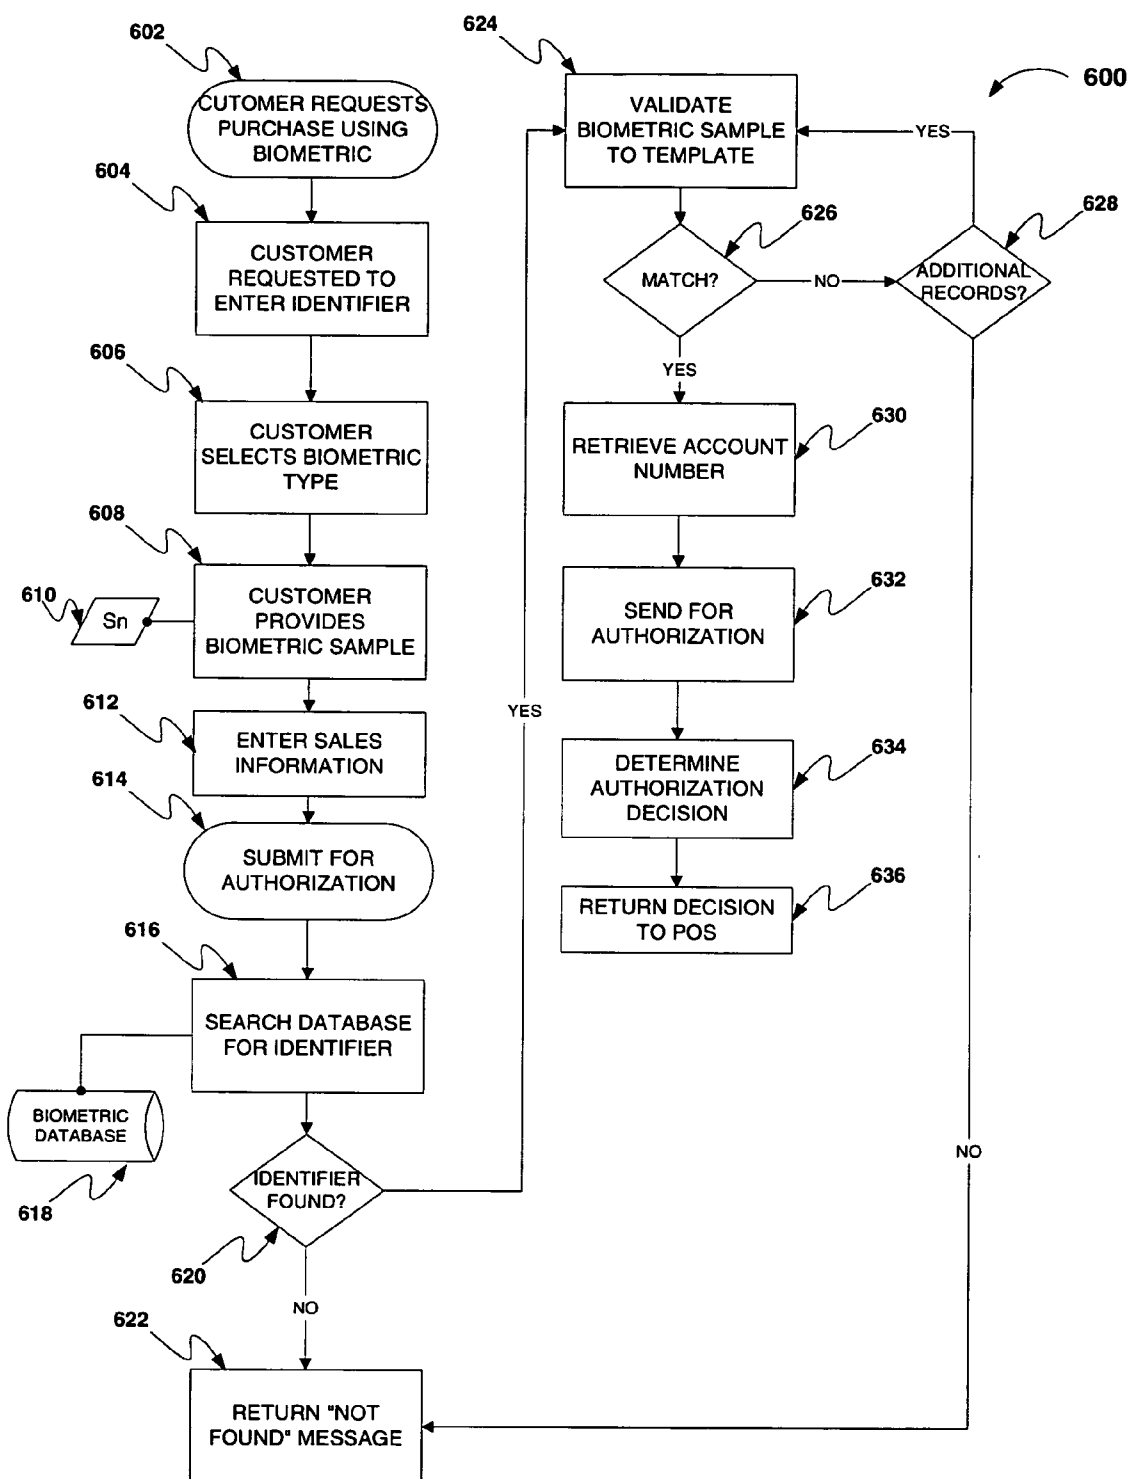 602
CUTOMER REQUESTS
PURCHASE USING
BIOMETRIC
604
CUSTOMER
REQUESTED TO
ENTER IDENTIFIER
606
CUSTOMER
SELECTS BIOMETRIC
TYPE
608
CUSTOMER
PROVIDES
BIOMETRIC SAMPLE
610
Sn
612
ENTER SALES
INFORMATION
614
SUBMIT FOR
AUTHORIZATION
616
SEARCH DATABASE
FOR IDENTIFIER
BIOMETRIC
DATABASE
618
IDENTIFIER
FOUND?
620
NO
622
RETURN "NOT
FOUND" MESSAGE
YES
624
VALIDATE
BIOMETRIC SAMPLE
TO TEMPLATE
600
YES
626
MATCH?
NO
628
ADDITIONAL
RECORDS?
YES
630
RETRIEVE ACCOUNT
NUMBER
632
SEND FOR
AUTHORIZATION
634
DETERMINE
AUTHORIZATION
DECISION
636
RETURN DECISION
TO POS
NO